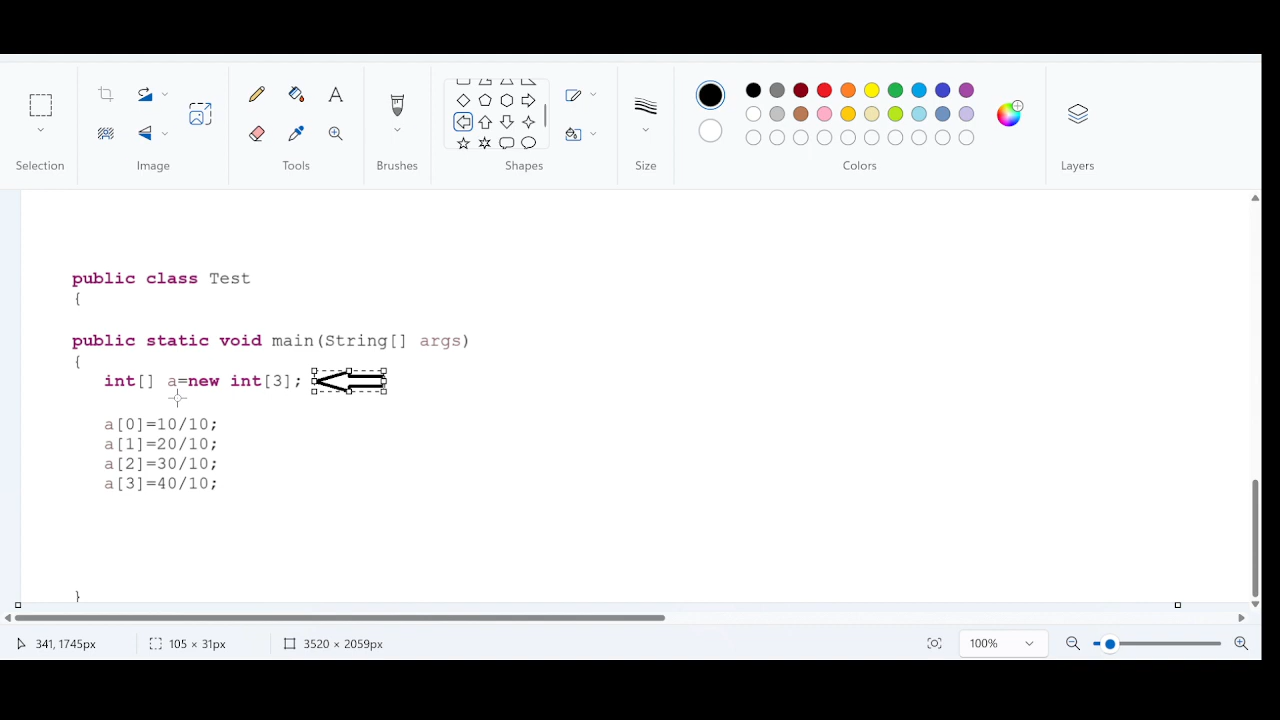 Selection
Image
Tools
Brushes
Shapes
Size
Colors
Layers
public class Test
{
public static void main(String[] args)
{
int[] a=new int[3];
a[0]=10/10;
a[1]=20/10;
a[2]=30/10;
a[3]=40/10;
}
341, 1745px
105 × 31px
3520 × 2059px
100%